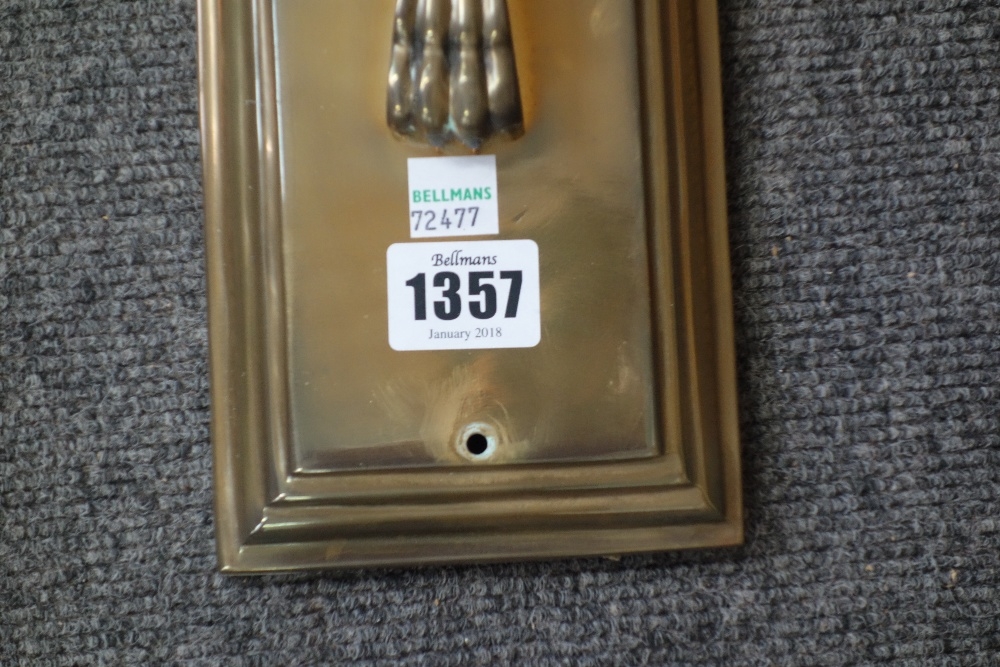 BELLMANS
72477
Bellmans
1357
January 2018